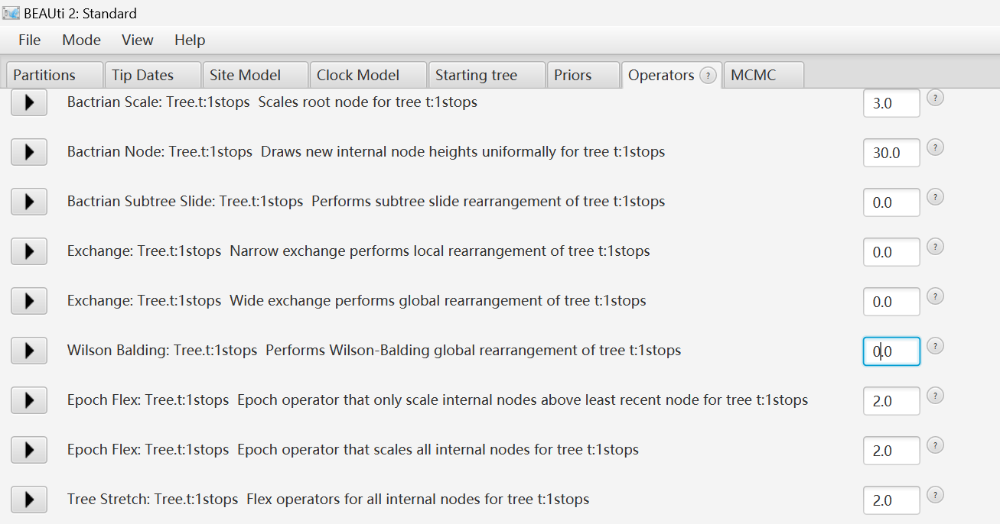 BEAUti 2: Standard
File Mode View Help
Partitions Tip Dates Site Model Clock Model Starting tree Priors Operators ? MCMC
Bactrian Scale: Tree.t:1stops Scales root node for tree t:1stops 3.0 ?
Bactrian Node: Tree.t:1stops Draws new internal node heights uniformally for tree t:1stops 30.0 ?
Bactrian Subtree Slide: Tree.t:1stops Performs subtree slide rearrangement of tree t:1stops 0.0 ?
Exchange: Tree.t:1stops Narrow exchange performs local rearrangement of tree t:1stops 0.0 ?
Exchange: Tree.t:1stops Wide exchange performs global rearrangement of tree t:1stops 0.0 ?
Wilson Balding: Tree.t:1stops Performs Wilson-Balding global rearrangement of tree t:1stops 0.0 ?
Epoch Flex: Tree.t:1stops Epoch operator that only scale internal nodes above least recent node for tree t:1stops 2.0 ?
Epoch Flex: Tree.t:1stops Epoch operator that scales all internal nodes for tree t:1stops 2.0 ?
Tree Stretch: Tree.t:1stops Flex operators for all internal nodes for tree t:1stops 2.0 ?